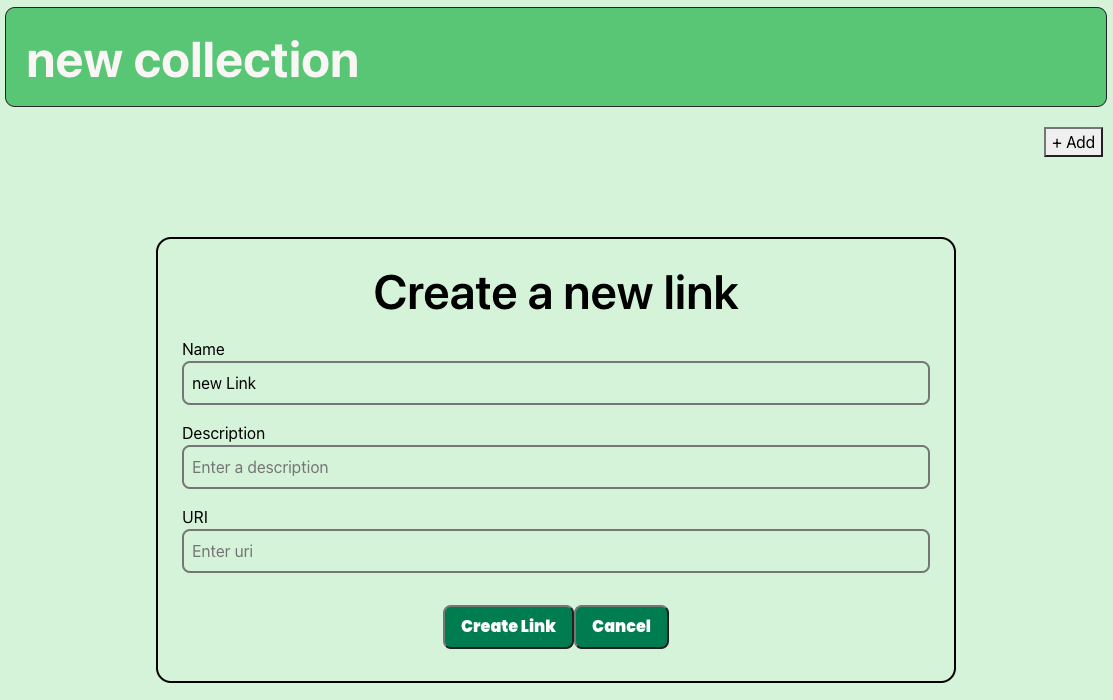 new collection
+ Add
Create a new link
Name
new Link
Description
Enter a description
URI
Enter uri
Create Link
Cancel